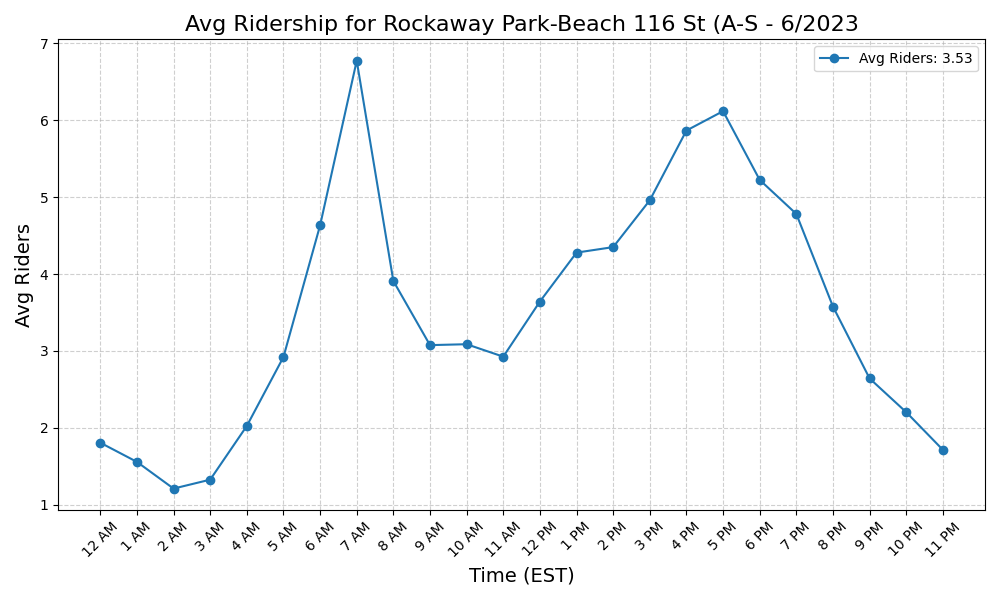 Avg Ridership for Rockaway Park-Beach 116 St (A-S - 6/2023
Avg Riders: 3.53
Avg Riders
7
6
5
4
3
2
1
12 AM
1 AM
2 AM
3 AM
4 AM
5 AM
6 AM
7 AM
8 AM
9 AM
10 AM
11 AM
12 PM
1 PM
2 PM
3 PM
4 PM
5 PM
6 PM
7 PM
8 PM
9 PM
10 PM
11 PM
Time (EST)